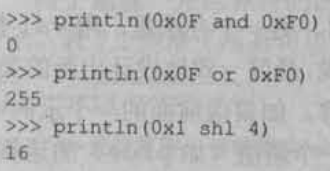 >>> println(0x0F and 0xF0)
0
>>> println(0x0F or 0xF0)
255
>>> println(0x1 shl 4)
16